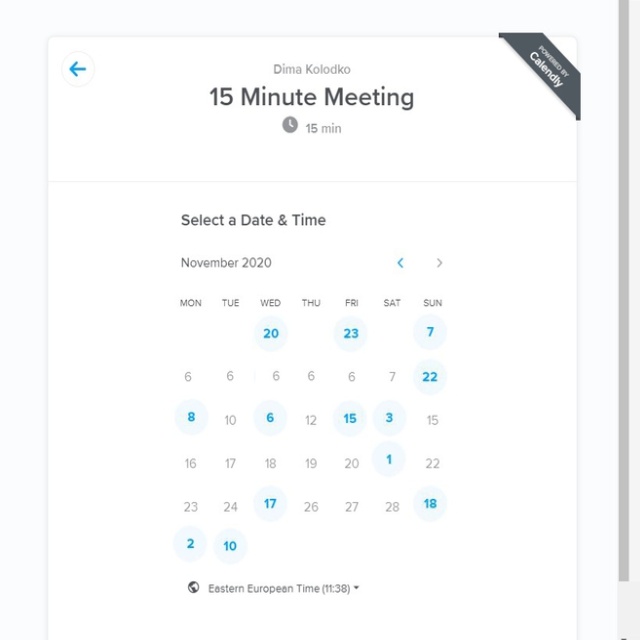 Dima Kolodko
POWERED BY
Calendly
15 Minute Meeting
15 min
Select a Date & Time
November 2020
MON TUE WED THU FRI SAT SUN
20 23 7
6 6 6 6 6 7 22
8 10 6 12 15 3 15
16 17 18 19 20 1 22
23 24 17 26 27 28 18
2 10
Eastern European Time (11:38)